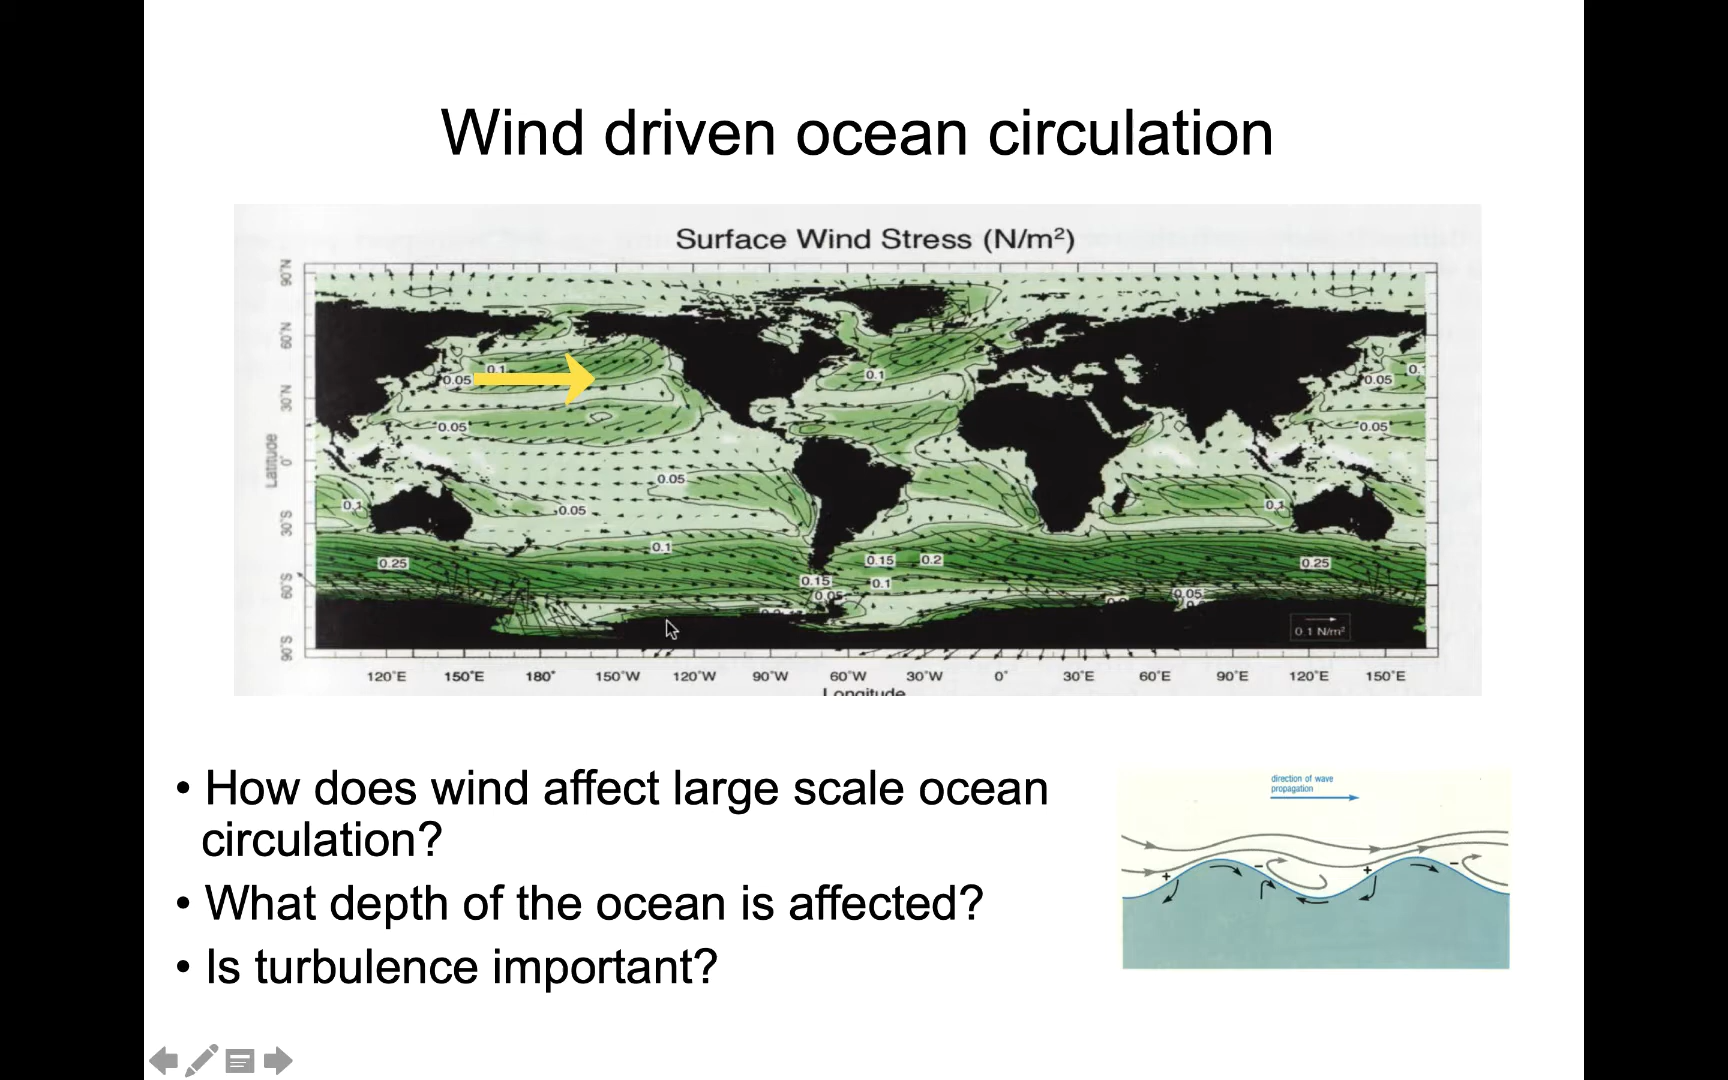 Wind driven ocean circulation
Surface Wind Stress (N/m²)
90°N
60°N
30°N
0°
30°S
60°S
90°S
Latitude
0.1
0.05
0.05
0.1
0.05
0.1
0.05
0.05
0.05
0.1
0.05
0.1
0.1
0.25
0.15
0.2
0.25
0.15
0.1
0.05
0.05
0.1 N/m²
120°E
150°E
180°
150°W
120°W
90°W
60°W
30°W
0°
30°E
60°E
90°E
120°E
150°E
Longitude
• How does wind affect large scale ocean
circulation?
• What depth of the ocean is affected?
• Is turbulence important?
direction of wave
propagation
+
−
+
−